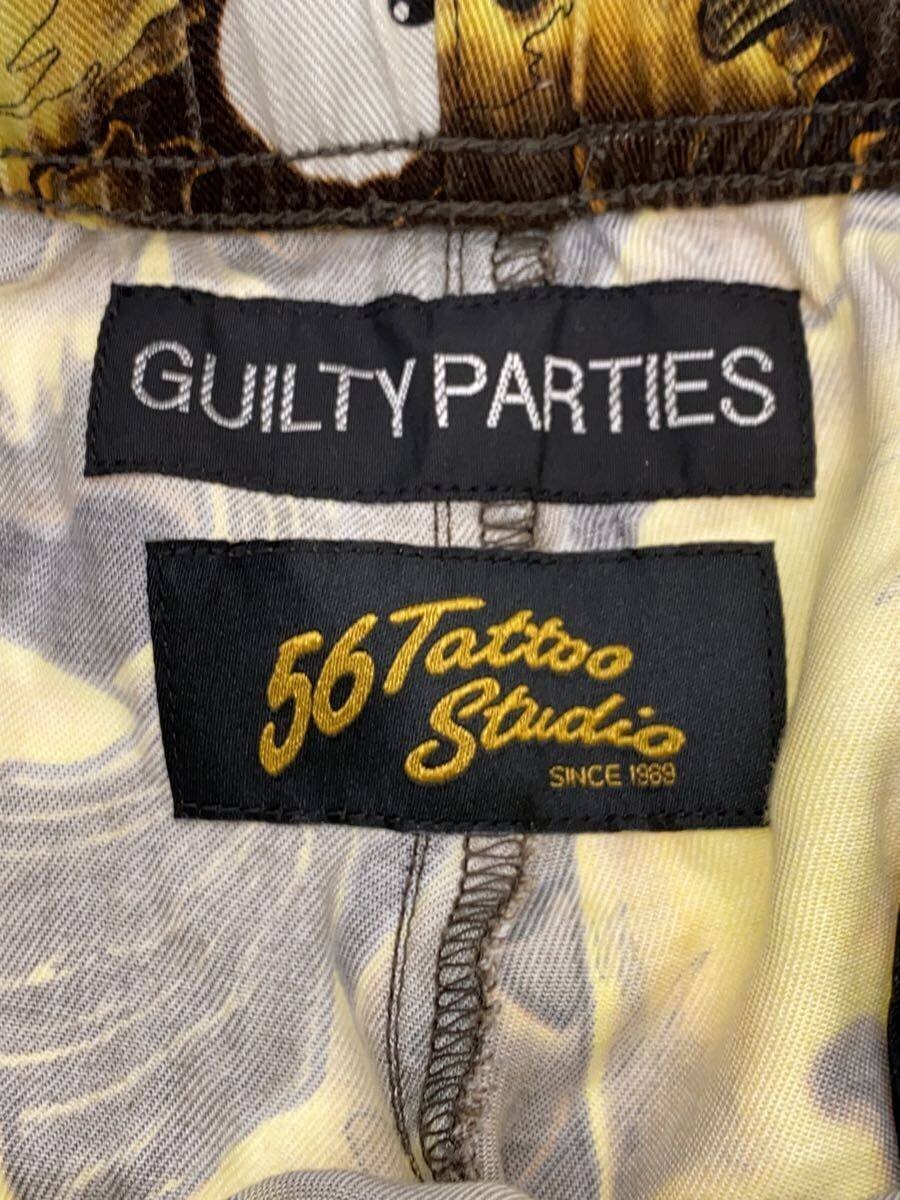 GUILTY PARTIES
56 Tattoo
Studio
SINCE 1989